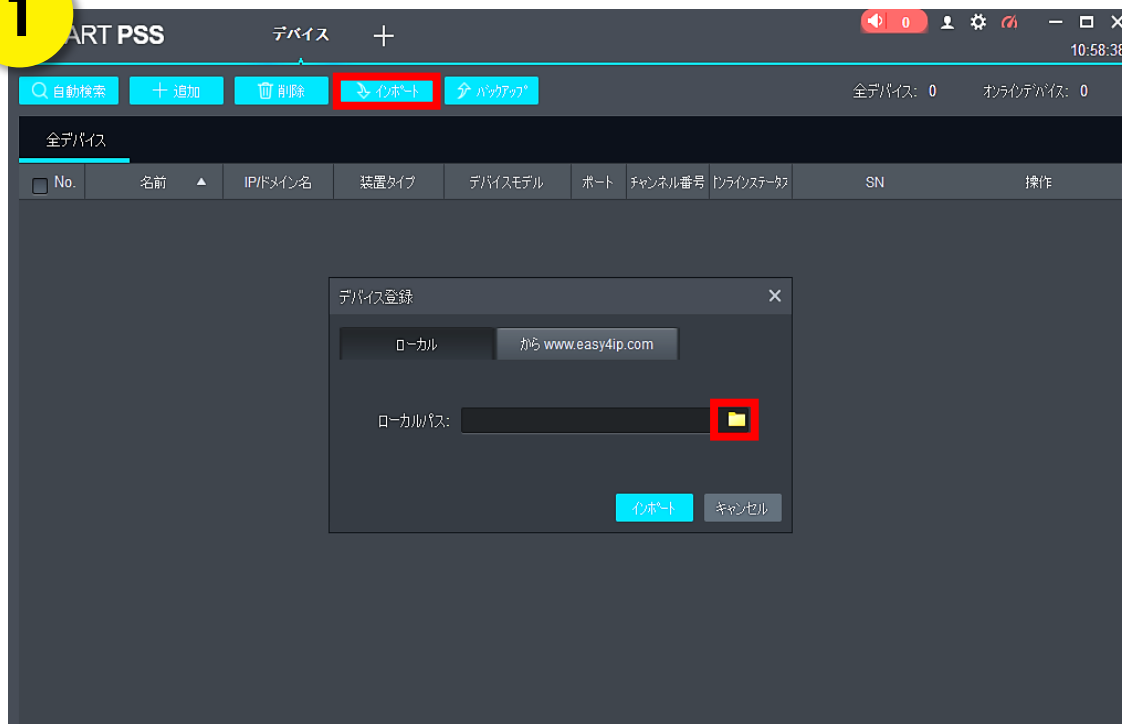 1
ART PSS デバイス 0
10:58:38
自動検索 追加 削除 インポート バックアップ 全デバイス: 0 オンラインデバイス: 0
全デバイス
No. 名前 IP/ドメイン名 装置タイプ デバイスモデル ポート チャンネル番号 オンラインステータス SN 操作
デバイス登録
ローカル から www.easy4ip.com
ローカルパス:
インポート キャンセル